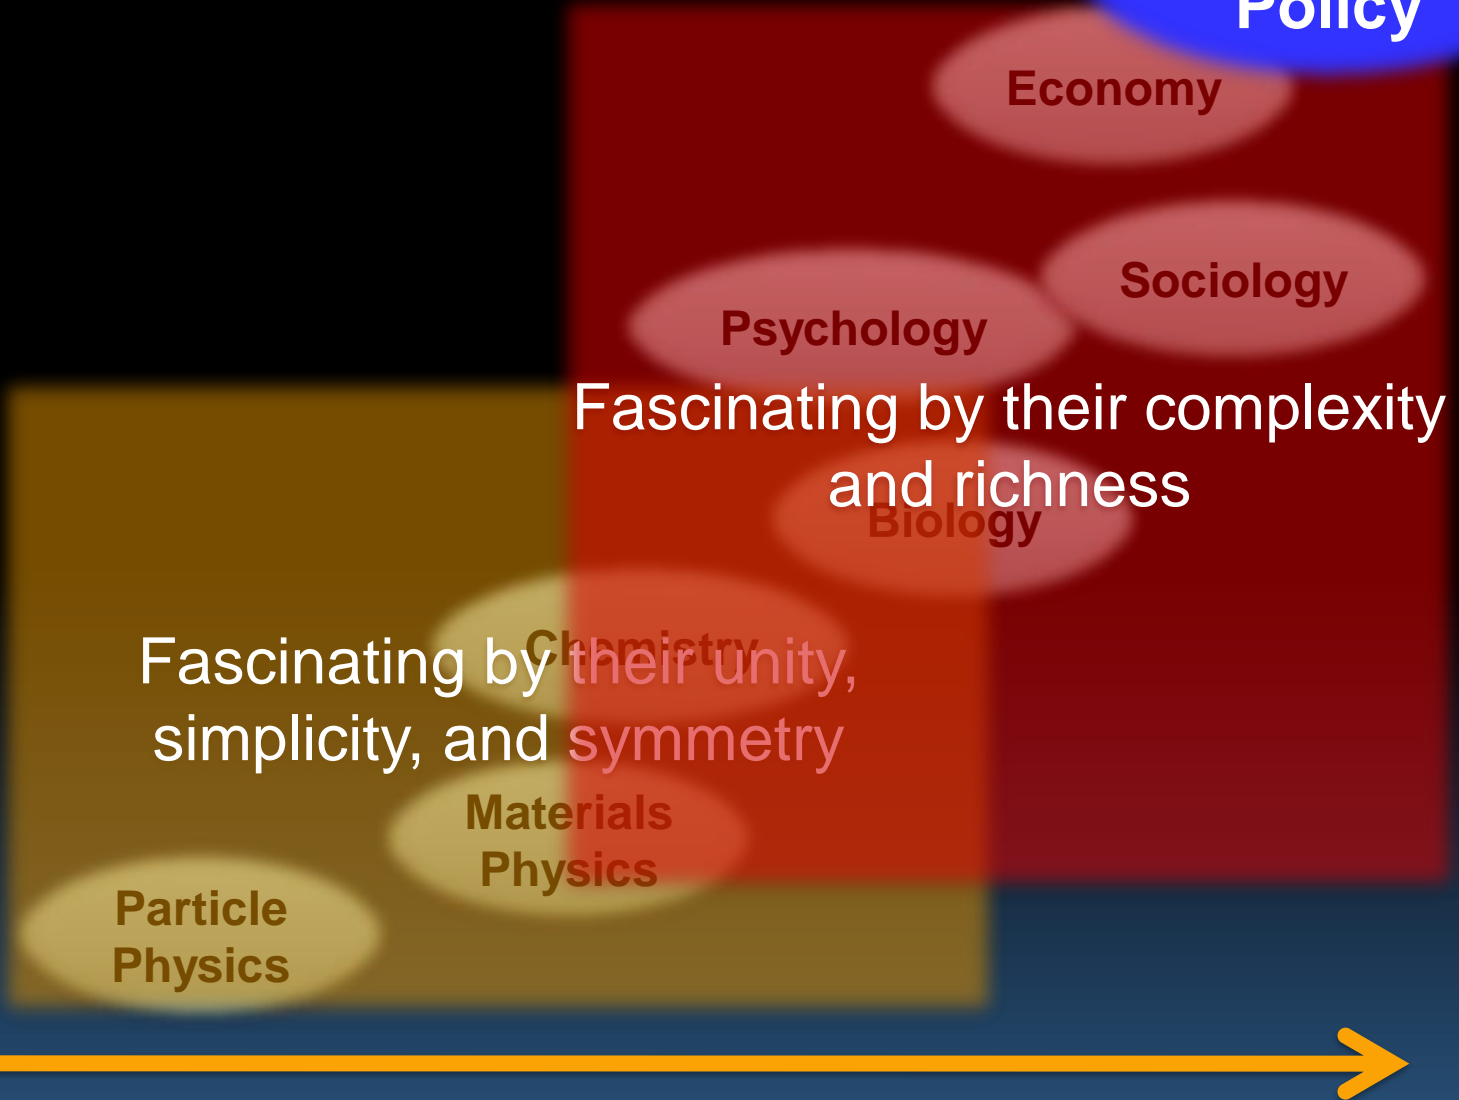 Policy
Economy
Sociology
Psychology
Fascinating by their complexity
and richness
Biology
Chemistry
Fascinating by their unity,
simplicity, and symmetry
Materials
Physics
Particle
Physics